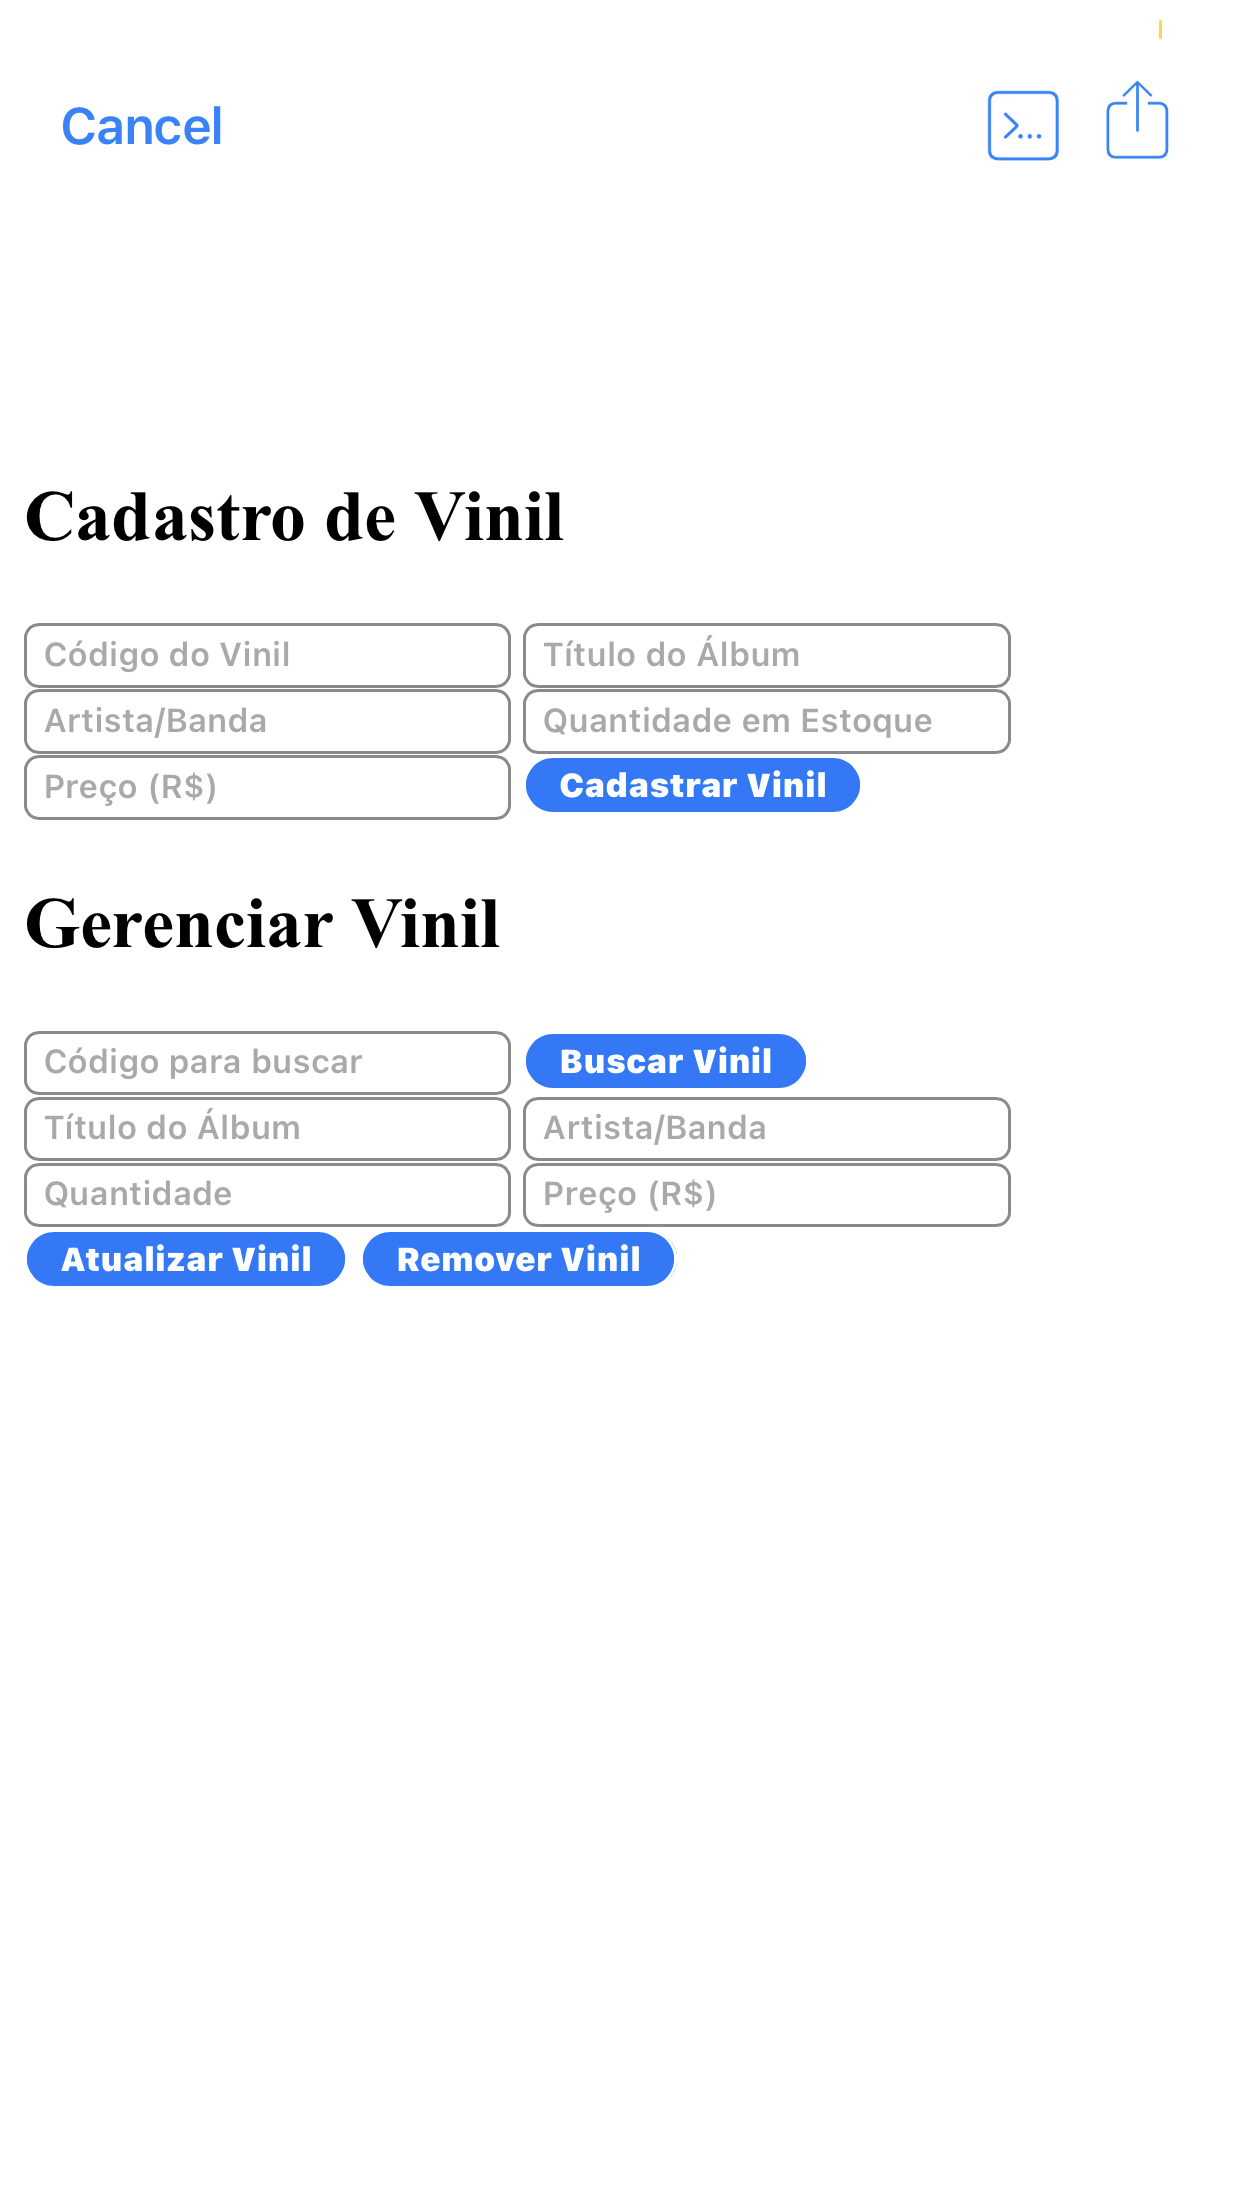 Cancel
Cadastro de Vinil
Código do Vinil Título do Álbum
Artista/Banda Quantidade em Estoque
Preço (R$) Cadastrar Vinil
Gerenciar Vinil
Código para buscar Buscar Vinil
Título do Álbum Artista/Banda
Quantidade Preço (R$)
Atualizar Vinil Remover Vinil